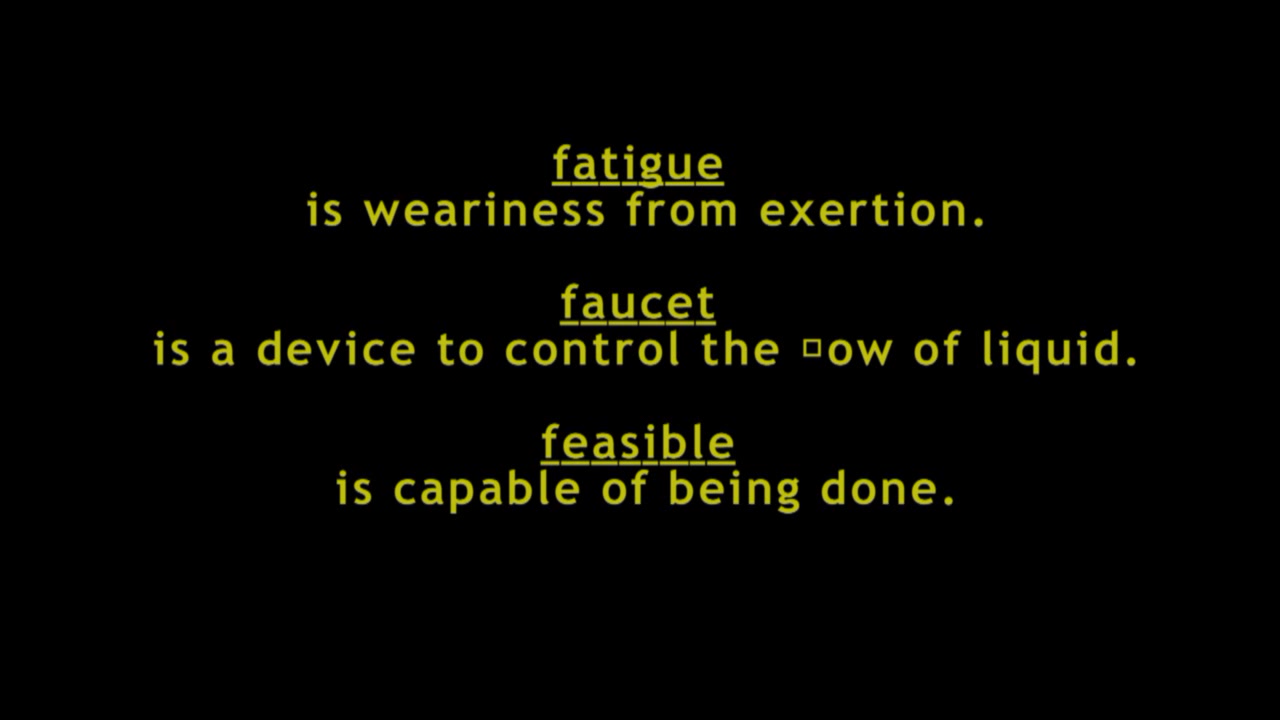 fatigue
is weariness from exertion.
faucet
is a device to control the □ow of liquid.
feasible
is capable of being done.